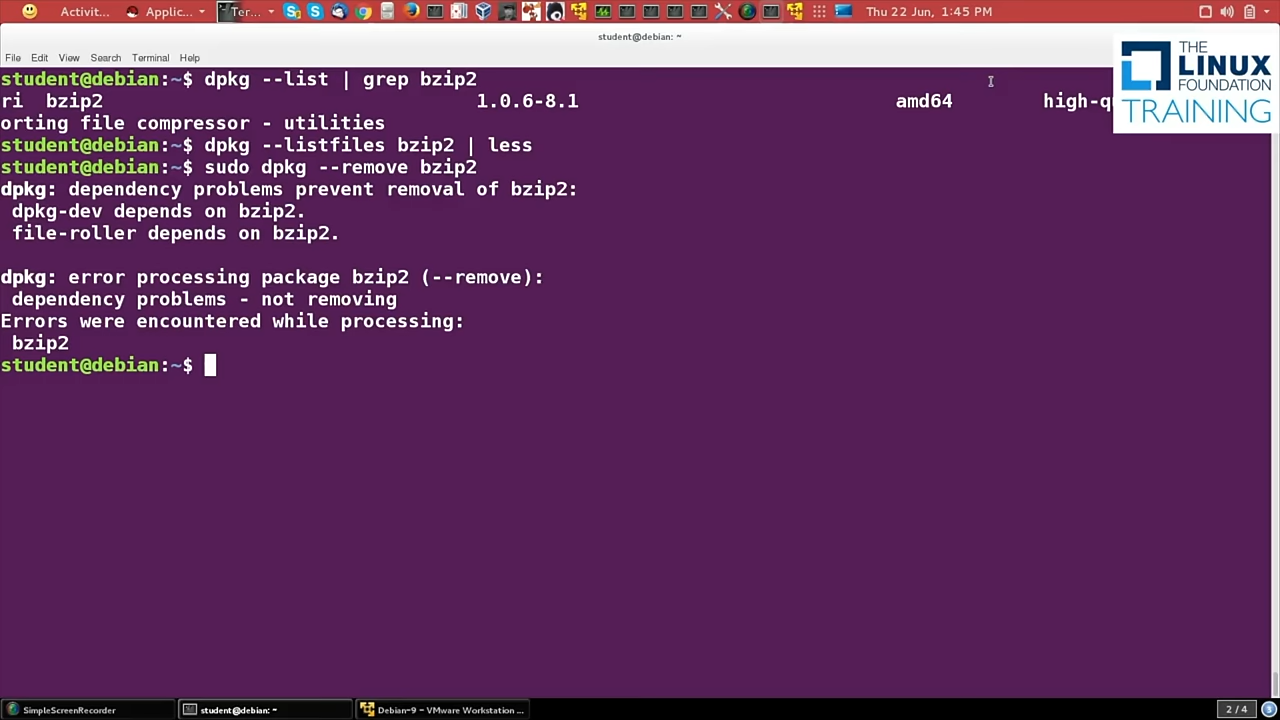 Activit...
Applic...
Ter...
Thu 22 Jun, 1:45 PM
student@debian: ~
File Edit View Search Terminal Help
THE
LINUX
FOUNDATION
TRAINING
student@debian:~$ dpkg --list | grep bzip2
ri  bzip2 1.0.6-8.1 amd64 high-qu
orting file compressor - utilities
student@debian:~$ dpkg --listfiles bzip2 | less
student@debian:~$ sudo dpkg --remove bzip2
dpkg: dependency problems prevent removal of bzip2:
dpkg-dev depends on bzip2.
file-roller depends on bzip2.
dpkg: error processing package bzip2 (--remove):
dependency problems - not removing
Errors were encountered while processing:
bzip2
student@debian:~$
SimpleScreenRecorder
student@debian: ~
Debian-9 - VMware Workstation ...
2 / 4